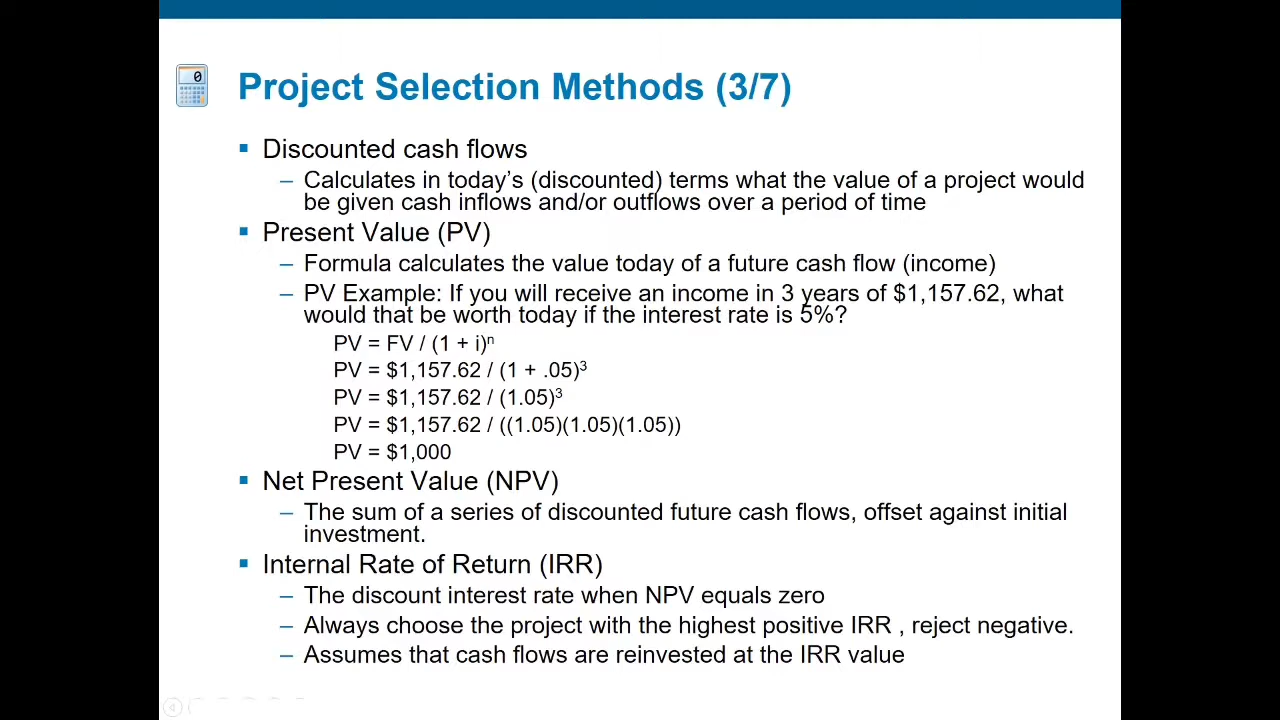 0
Project Selection Methods (3/7)
▪ Discounted cash flows
– Calculates in today's (discounted) terms what the value of a project would
be given cash inflows and/or outflows over a period of time
▪ Present Value (PV)
– Formula calculates the value today of a future cash flow (income)
– PV Example: If you will receive an income in 3 years of $1,157.62, what
would that be worth today if the interest rate is 5%?
PV = FV / (1 + i)ⁿ
PV = $1,157.62 / (1 + .05)³
PV = $1,157.62 / (1.05)³
PV = $1,157.62 / ((1.05)(1.05)(1.05))
PV = $1,000
▪ Net Present Value (NPV)
– The sum of a series of discounted future cash flows, offset against initial
investment.
▪ Internal Rate of Return (IRR)
– The discount interest rate when NPV equals zero
– Always choose the project with the highest positive IRR , reject negative.
– Assumes that cash flows are reinvested at the IRR value